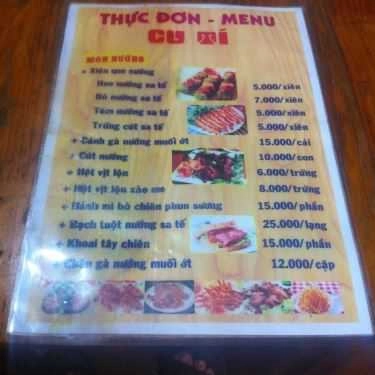 THỰC ĐƠN - MENU
CU TÍ
MÓN NƯỚNG
+ Xiên que nướng
Heo nướng sa tế 5.000/xiên
Bò nướng sa tế 7.000/xiên
Tôm nướng sa tế 5.000/xiên
Trứng cút sa tế 5.000/xiên
+ Cánh gà nướng muối ớt 15.000/cái
+ Cút nướng 10.000/con
+ Hột vịt lộn 6.000/trứng
+ Hột vịt lộn xào me 8.000/trứng
+ Bánh mì bò chiên phun sương 15.000/phần
+ Bạch tuột nướng sa tế 25.000/lạng
+ Khoai tây chiên 15.000/phần
+ Chân gà nướng muối ớt 12.000/cặp